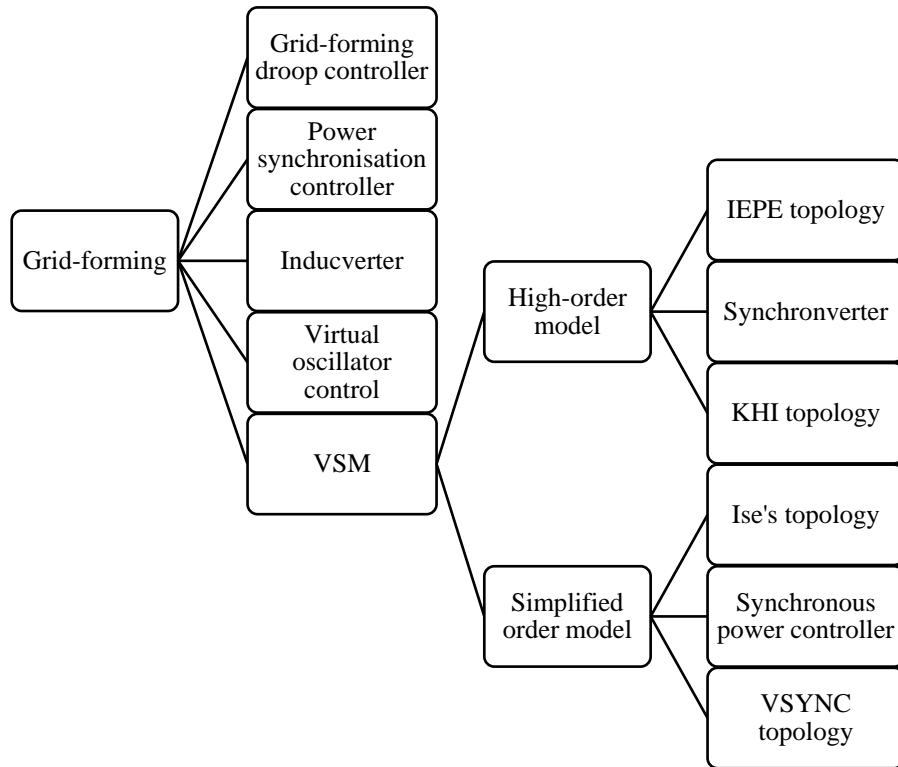 Grid-forming
Grid-forming
droop controller
Power
synchronisation
controller
Inducverter
Virtual
oscillator
control
VSM
High-order
model
Simplified
order model
IEPE topology
Synchronverter
KHI topology
Ise's topology
Synchronous
power controller
VSYNC
topology